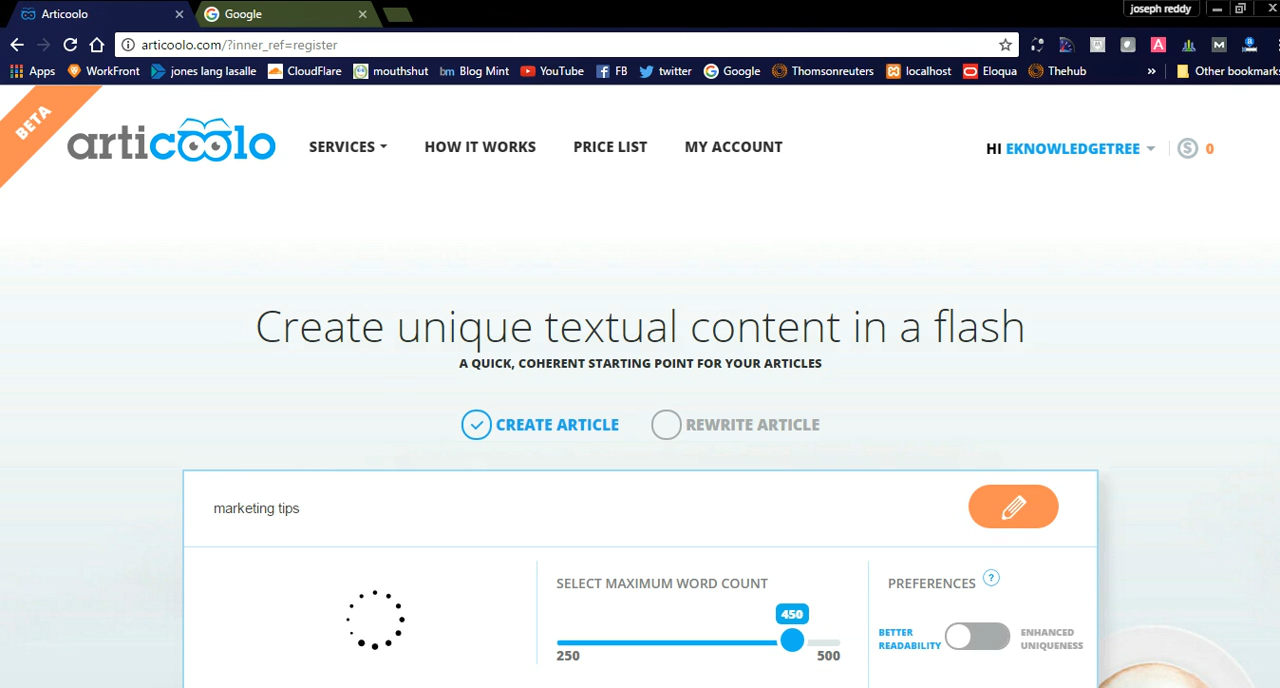 Articoolo
Google
joseph reddy
articoolo.com/?inner_ref=register
Apps
WorkFront
jones lang lasalle
CloudFlare
mouthshut
bm Blog Mint
YouTube
FB
twitter
Google
Thomsonreuters
localhost
Eloqua
Thehub
»
Other bookmarks
BETA
articoolo
SERVICES
HOW IT WORKS
PRICE LIST
MY ACCOUNT
HI EKNOWLEDGETREE
$ 0
Create unique textual content in a flash
A QUICK, COHERENT STARTING POINT FOR YOUR ARTICLES
CREATE ARTICLE
REWRITE ARTICLE
marketing tips
SELECT MAXIMUM WORD COUNT
450
250
500
PREFERENCES ?
BETTER
READABILITY
ENHANCED
UNIQUENESS